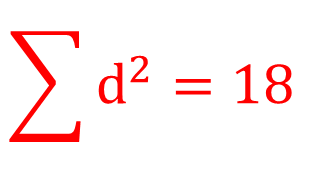 ∑ d² = 18